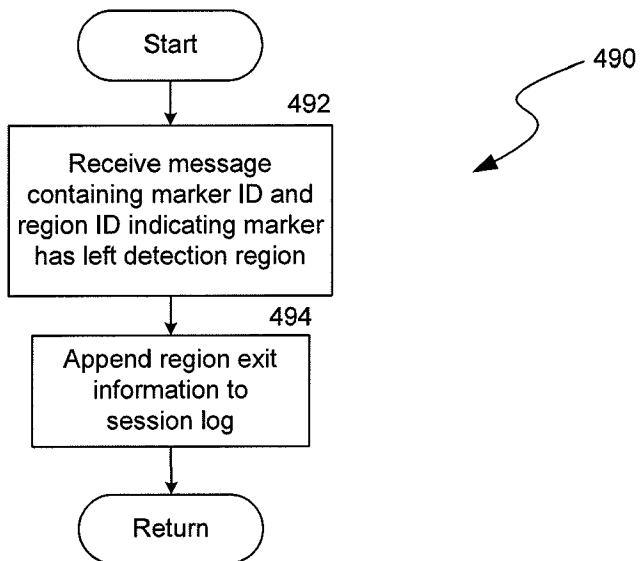 Start
490
492
Receive message
containing marker ID and
region ID indicating marker
has left detection region
494
Append region exit
information to
session log
Return